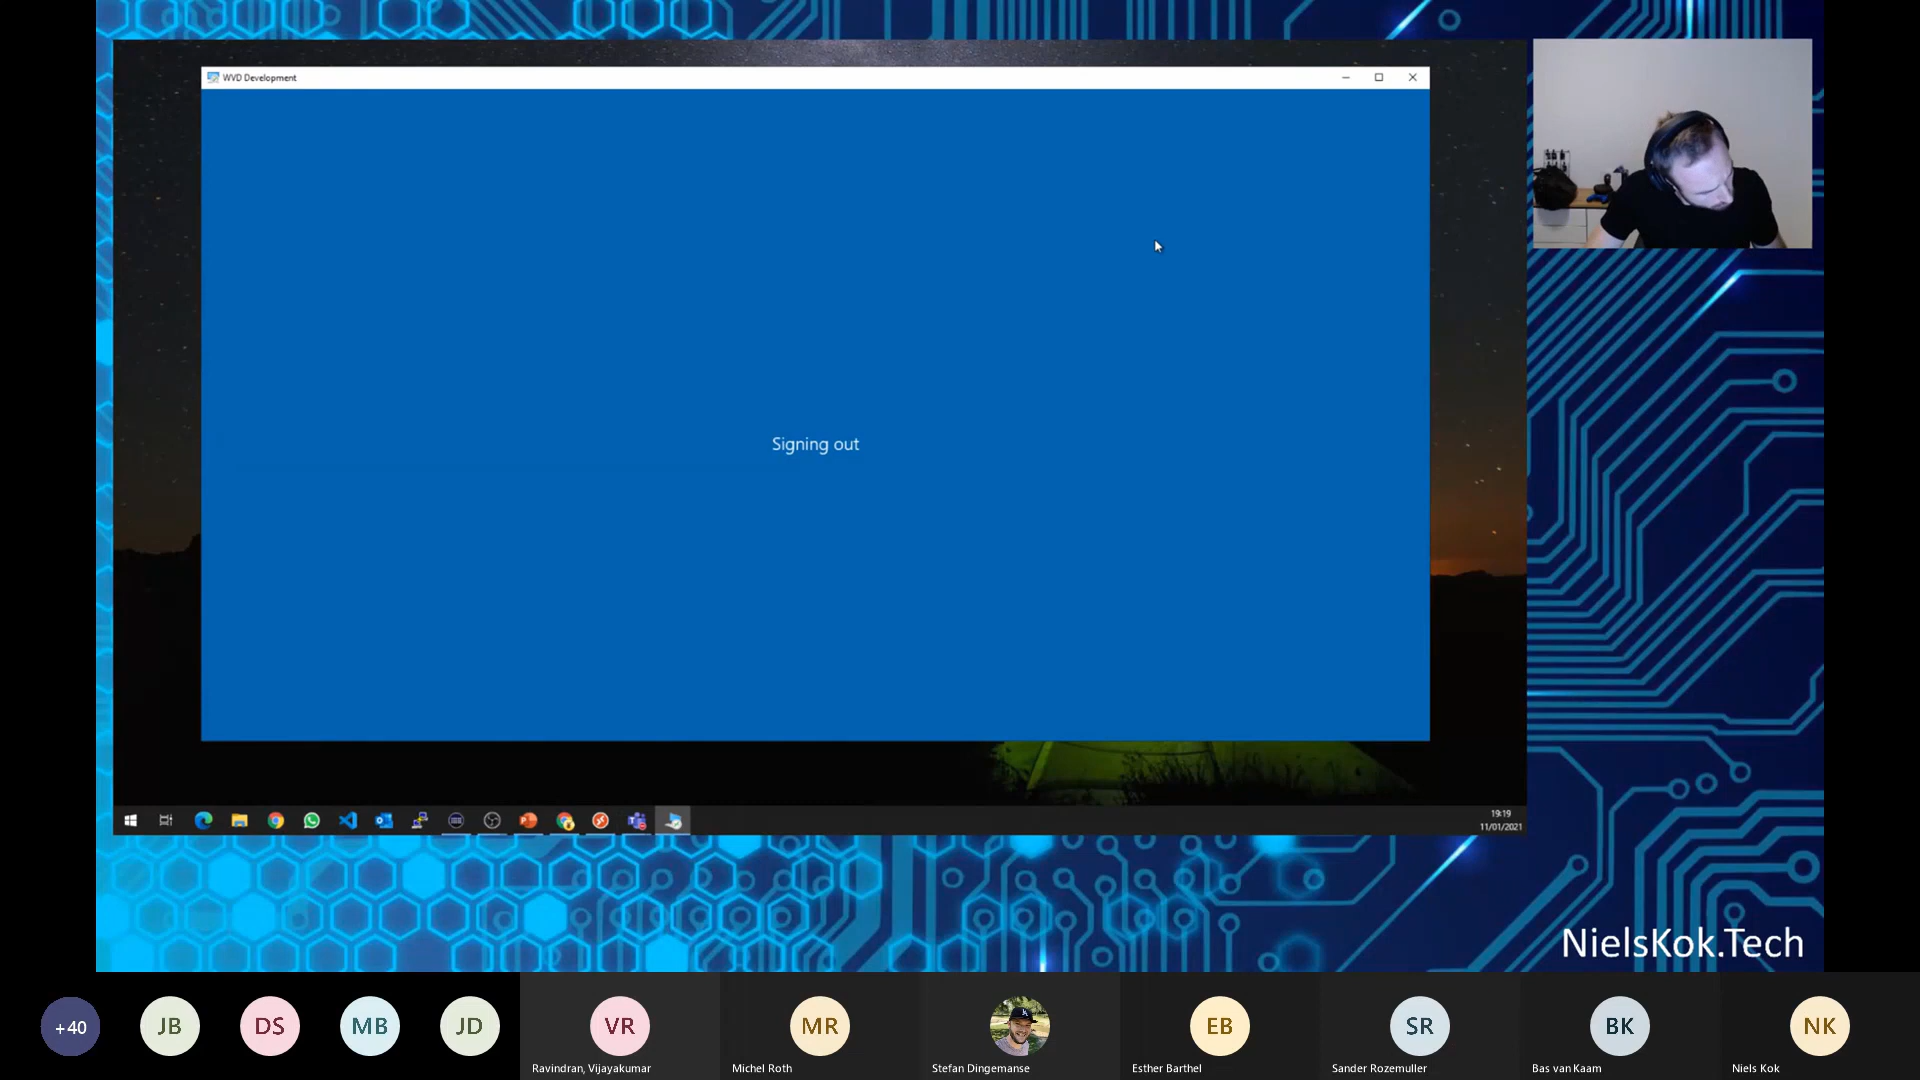 WVD Development
Signing out
19:19
11/01/2021
NielsKok.Tech
+40
JB
DS
MB
JD
VR
MR
EB
SR
BK
NK
Ravindran, Vijayakumar
Michel Roth
Stefan Dingemanse
Esther Barthel
Sander Rozemuller
Bas van Kaam
Niels Kok